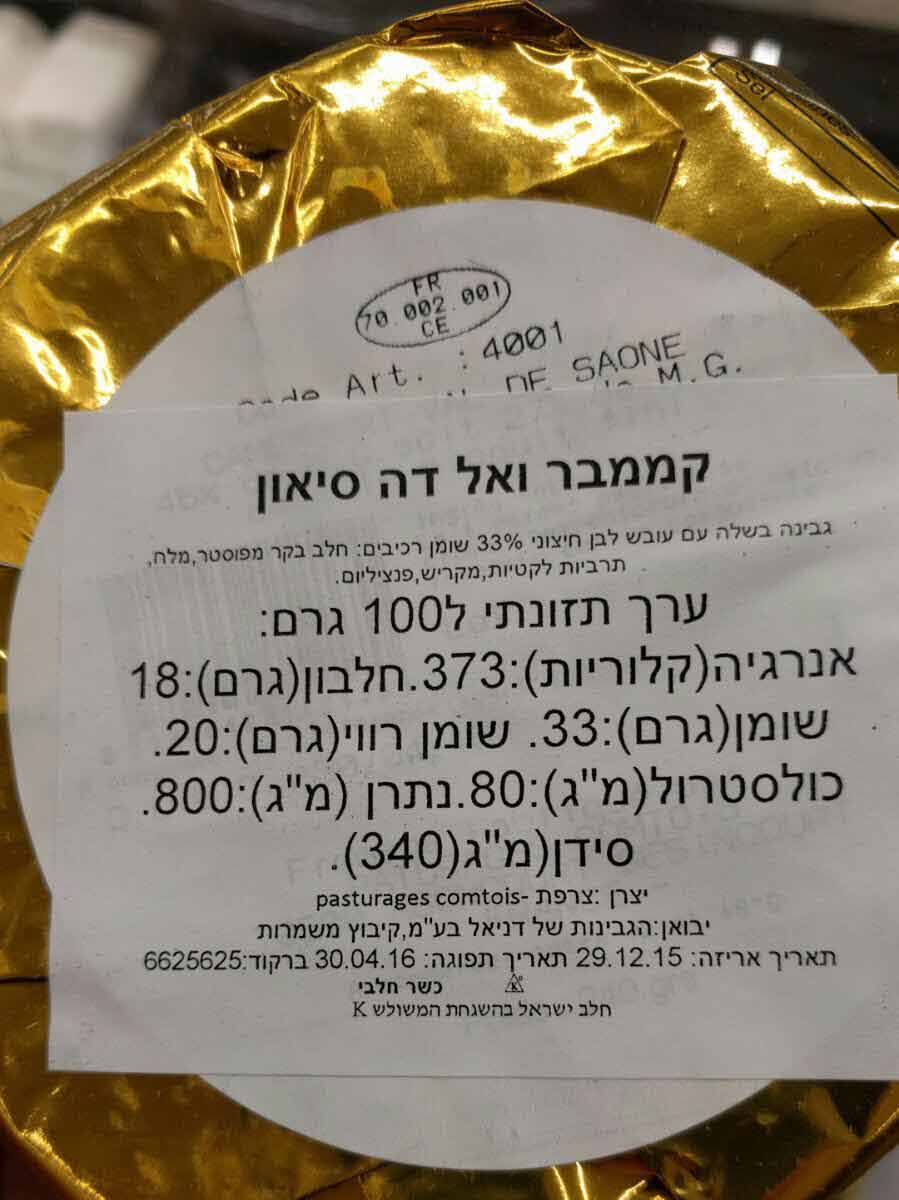 Sel
FR
70.002.001
CE
Code Art. : 4001
DE SAONE
M.G.
קממבר ואל דה סיאון
גבינה בשלה עם עובש לבן חיצוני 33% שומן רכיבים: חלב בקר מפוסטר,מלח,
תרביות לקטיות,מקריש,פנציליום.
ערך תזונתי ל100 גרם:
אנרגיה(קלוריות):373.חלבון(גרם):18
שומן(גרם):33. שומן רווי(גרם):20.
כולסטרול(מ"ג):80.נתרן (מ"ג):800.
סידן(מ"ג(340).
יצרן :צרפת -pasturages comtois
יבואן:הגבינות של דניאל בע"מ,קיבוץ משמרות
תאריך אריזה: 29.12.15 תאריך תפוגה: 30.04.16 ברקוד:6625625
K כשר חלבי
חלב ישראל בהשגחת המשולש K